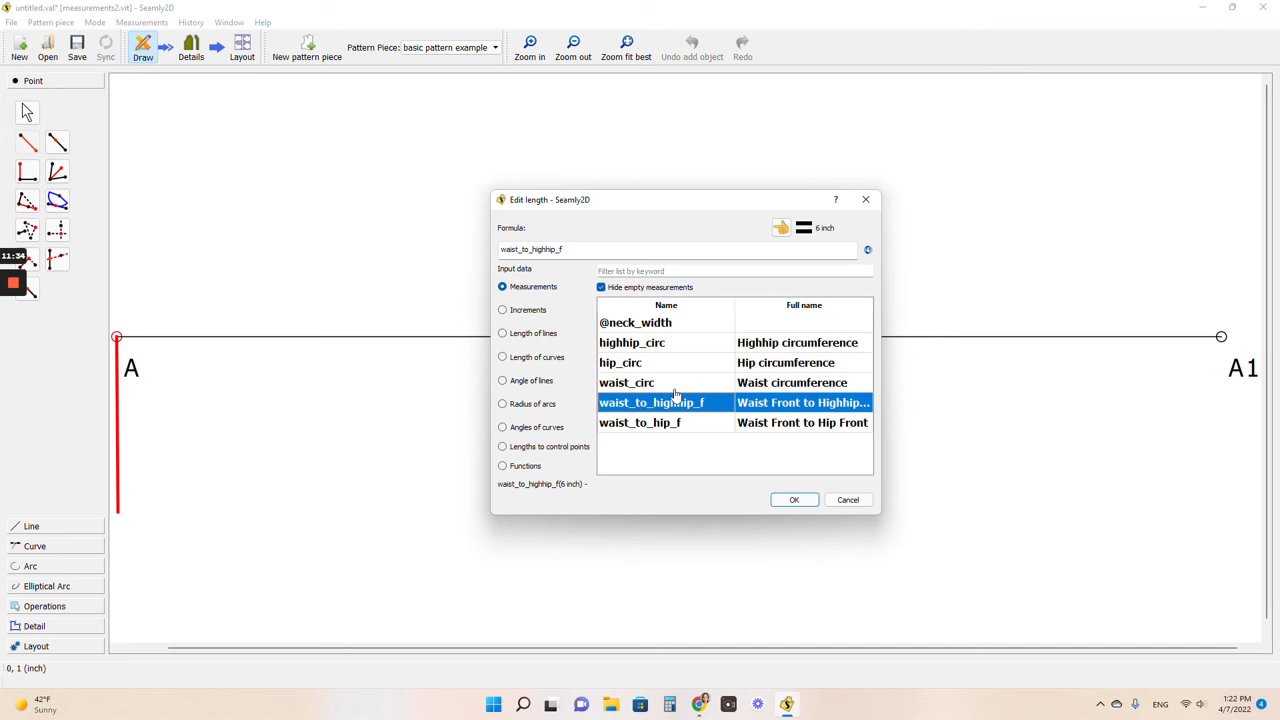 untitled.val* [measurements2.vit] - Seamly2D
File Pattern piece Mode Measurements History Window Help
New Open Save Sync Draw Details Layout New pattern piece Pattern Piece: basic pattern example Zoom in Zoom out Zoom fit best Undo add object Redo
Point
11:34
A
A1
Edit length - Seamly2D
?
Formula:
6 inch
waist_to_highhip_f
Input data
Filter list by keyword
Measurements
Hide empty measurements
Increments
Length of lines
Length of curves
Angle of lines
Radius of arcs
Angles of curves
Lengths to control points
Functions
Name Full name
@neck_width
highhip_circ Highhip circumference
hip_circ Hip circumference
waist_circ Waist circumference
waist_to_highhip_f Waist Front to Highhip...
waist_to_hip_f Waist Front to Hip Front
waist_to_highhip_f(6 inch) -
OK Cancel
Line
Curve
Arc
Elliptical Arc
Operations
Detail
Layout
0, 1 (inch)
42°F
Sunny
ENG
1:22 PM
4/7/2022
4